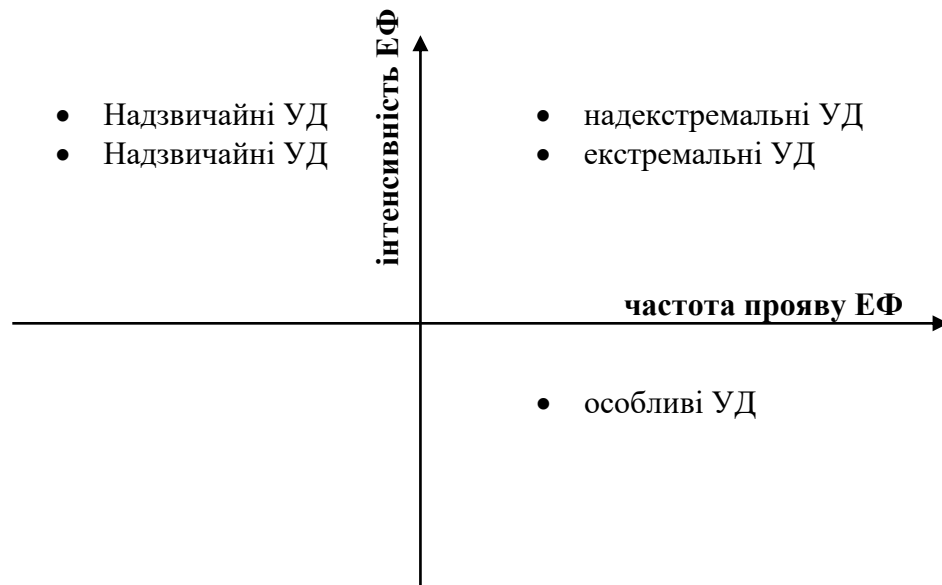 інтенсивність ЕФ
• Надзвичайні УД
• Надзвичайні УД
• надекстремальні УД
• екстремальні УД
частота прояву ЕФ
• особливі УД